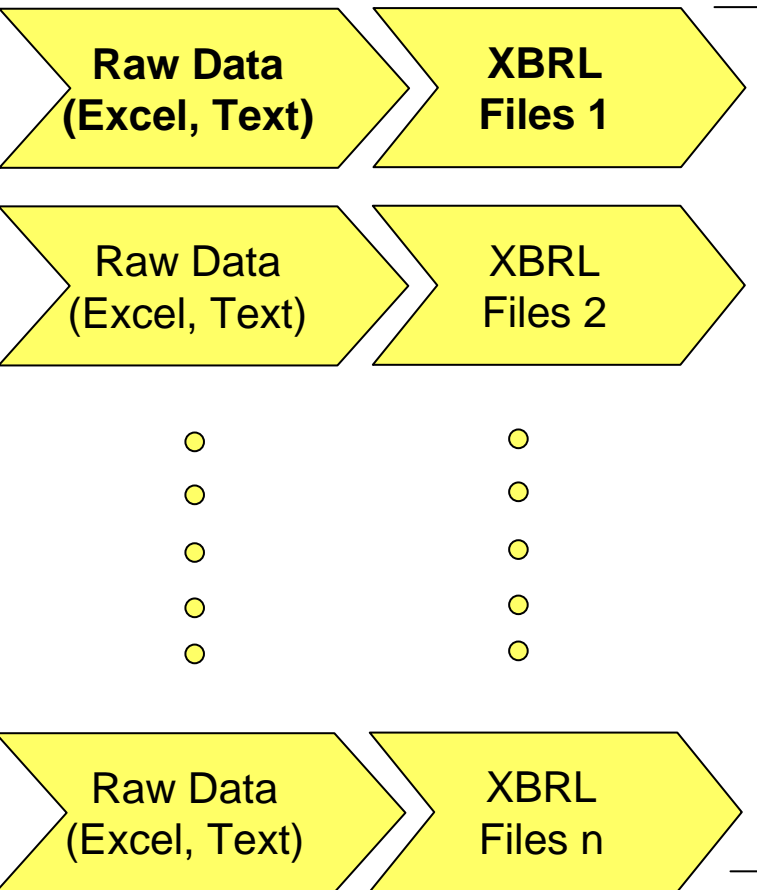 Raw Data
(Excel, Text)
XBRL
Files 1
Raw Data
(Excel, Text)
XBRL
Files 2
Raw Data
(Excel, Text)
XBRL
Files n